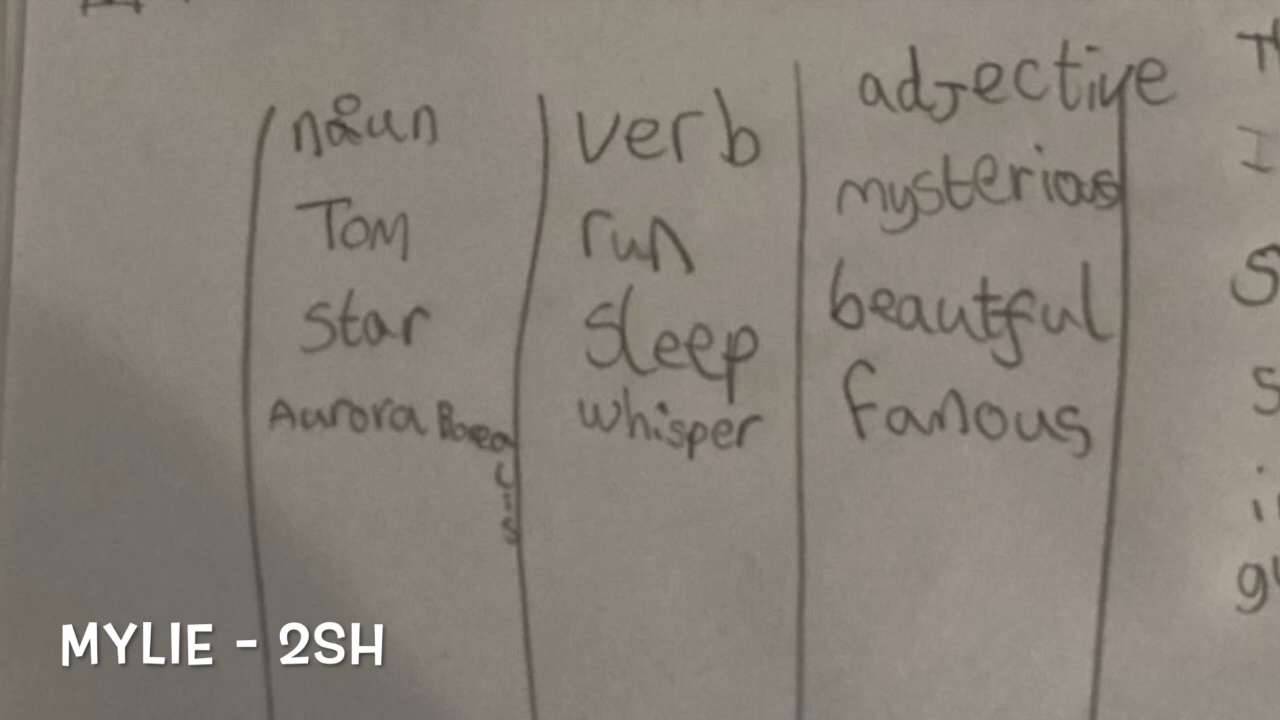 noun verb adjective
Tom run mysterious
star sleep beautful
Aurora Borealis whisper famous
MYLIE - 2SH